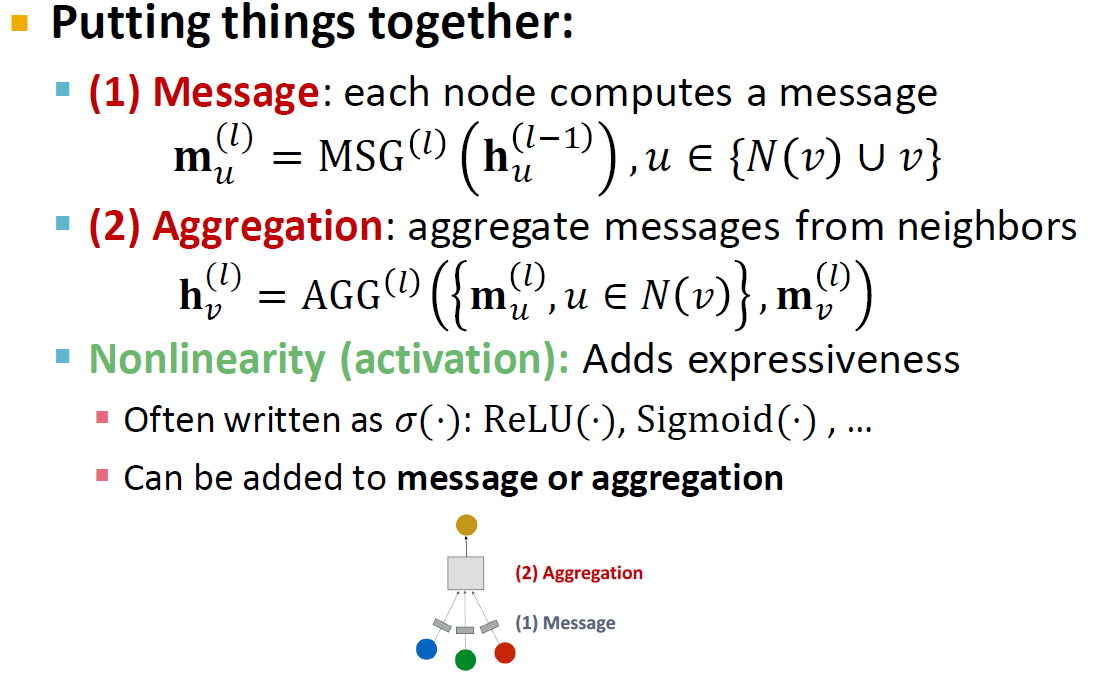 Putting things together:
(1) Message: each node computes a message
𝐦_u^(l) = MSG^(l) (𝐡_u^(l−1)), u ∈ {N(v) ∪ v}
(2) Aggregation: aggregate messages from neighbors
𝐡_v^(l) = AGG^(l) ({𝐦_u^(l), u ∈ N(v)}, 𝐦_v^(l))
Nonlinearity (activation): Adds expressiveness
Often written as σ(·): ReLU(·), Sigmoid(·) , …
Can be added to message or aggregation
(2) Aggregation
(1) Message